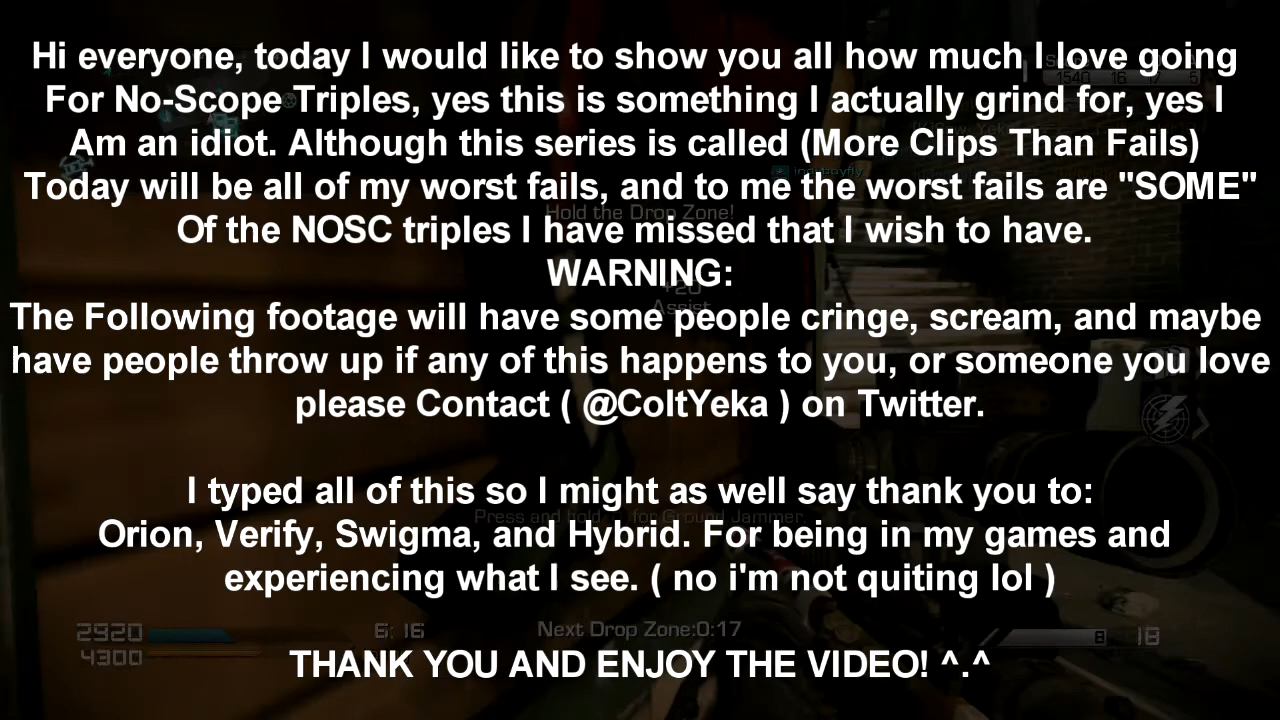 Hi everyone, today I would like to show you all how much I love going
For No-Scope Triples, yes this is something I actually grind for, yes I
Am an idiot. Although this series is called (More Clips Than Fails)
Today will be all of my worst fails, and to me the worst fails are "SOME"
Hold the Drop Zone!
Of the NOSC triples I have missed that I wish to have.
WARNING:
+20
Assist
The Following footage will have some people cringe, scream, and maybe
have people throw up if any of this happens to you, or someone you love
please Contact ( @ColtYeka ) on Twitter.
I typed all of this so I might as well say thank you to:
Press and hold for Ground Jammer.
Orion, Verify, Swigma, and Hybrid. For being in my games and
experiencing what I see. ( no i'm not quiting lol )
2920 6:16 Next Drop Zone:0:17 8 18
4300
THANK YOU AND ENJOY THE VIDEO! ^.^